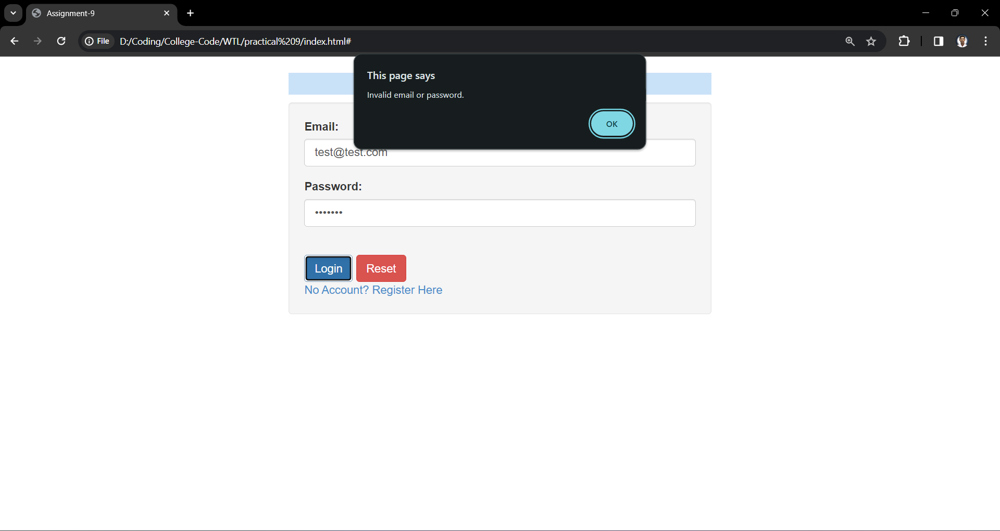 Assignment-9
File D:/Coding/College-Code/WTL/practical%209/index.html#
This page says
Invalid email or password.
OK
Email:
test@test.com
Password:
•••••••
Login Reset
No Account? Register Here